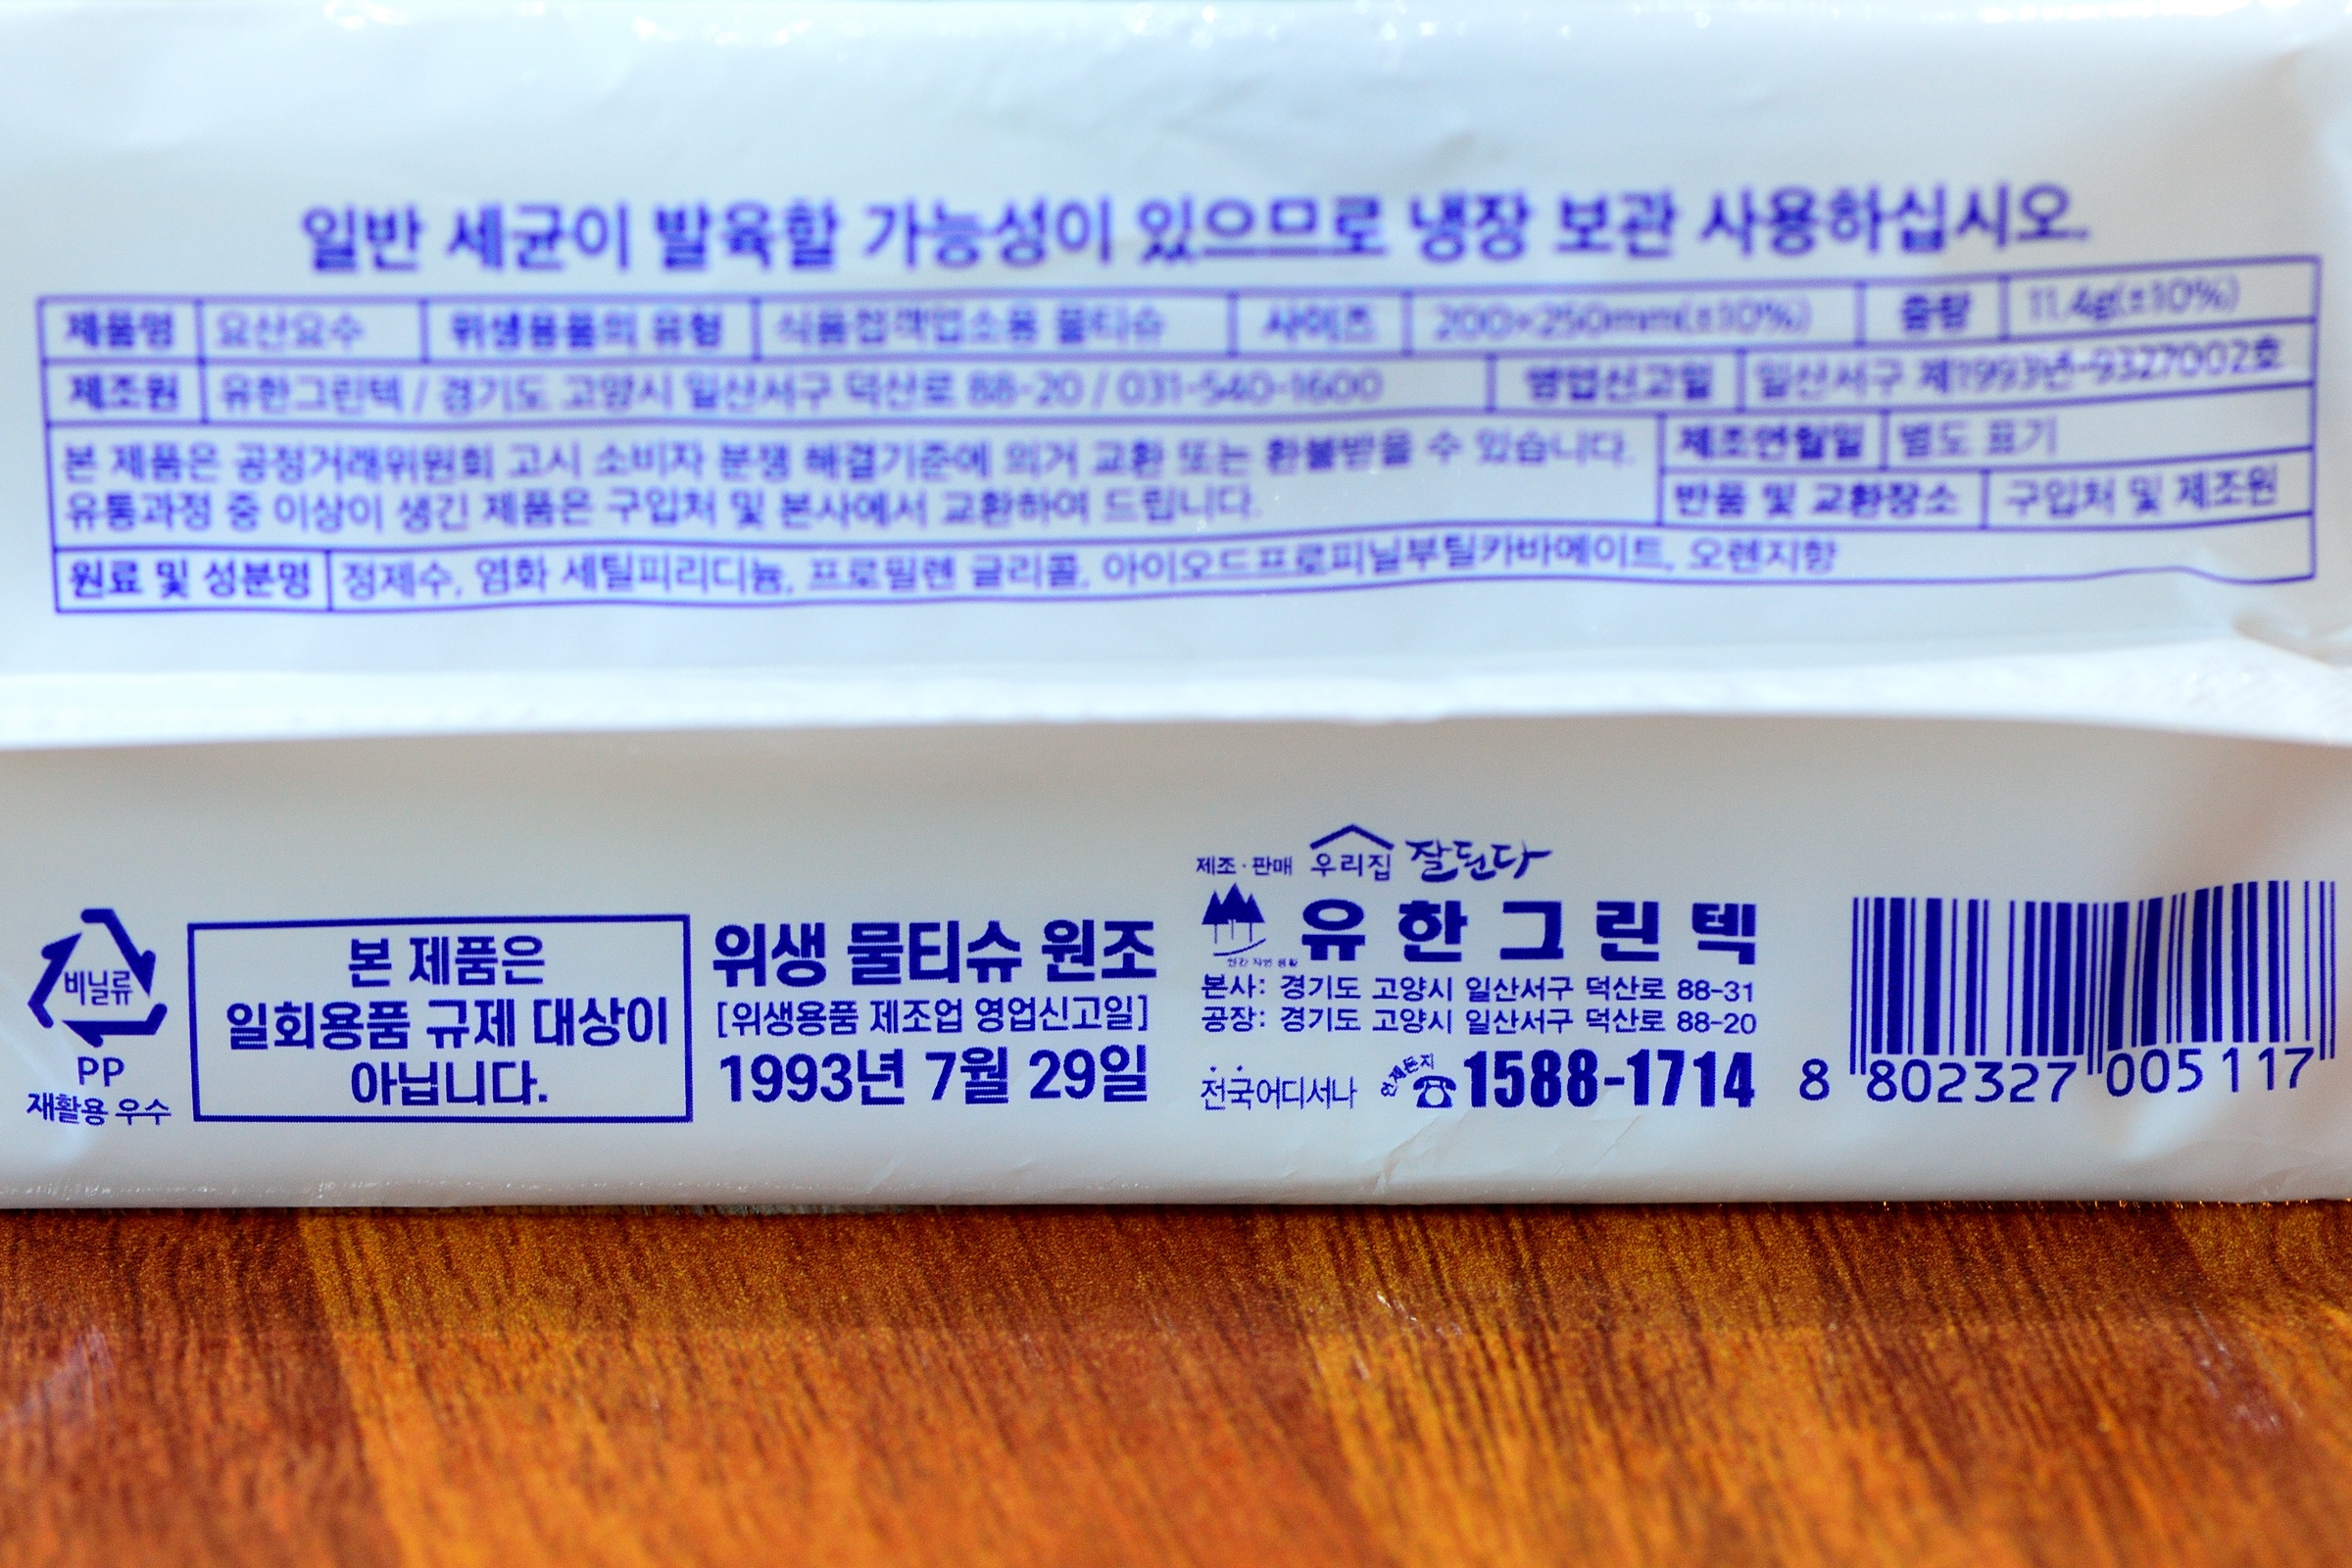 일반 세균이 발육할 가능성이 있으므로 냉장 보관 사용하십시오.
제품명 요산요수 위생용품의 유형 식품접객업소용 물티슈 사이즈 200×250mm(±10%) 중량 11.4g(±10%)
제조원 유한그린텍 / 경기도 고양시 일산서구 덕산로 88-20 / 031-540-1600 영업신고일 일산서구 제1993년-9327002호
본 제품은 공정거래위원회 고시 소비자 분쟁 해결기준에 의거 교환 또는 환불받을 수 있습니다.
유통과정 중 이상이 생긴 제품은 구입처 및 본사에서 교환하여 드립니다.
제조연월일 별도 표기
반품 및 교환장소 구입처 및 제조원
원료 및 성분명 정제수, 염화 세틸피리디늄, 프로필렌 글리콜, 아이오도프로피닐부틸카바메이트, 오렌지향
비닐류
PP
재활용 우수
본 제품은
일회용품 규제 대상이
아닙니다.
위생 물티슈 원조
[위생용품 제조업 영업신고일]
1993년 7월 29일
제조·판매 우리집 잘된다
유한그린텍
인간 자연 생활
본사: 경기도 고양시 일산서구 덕산로 88-31
공장: 경기도 고양시 일산서구 덕산로 88-20
전국어디서나 언제든지 1588-1714
8 802327 005117